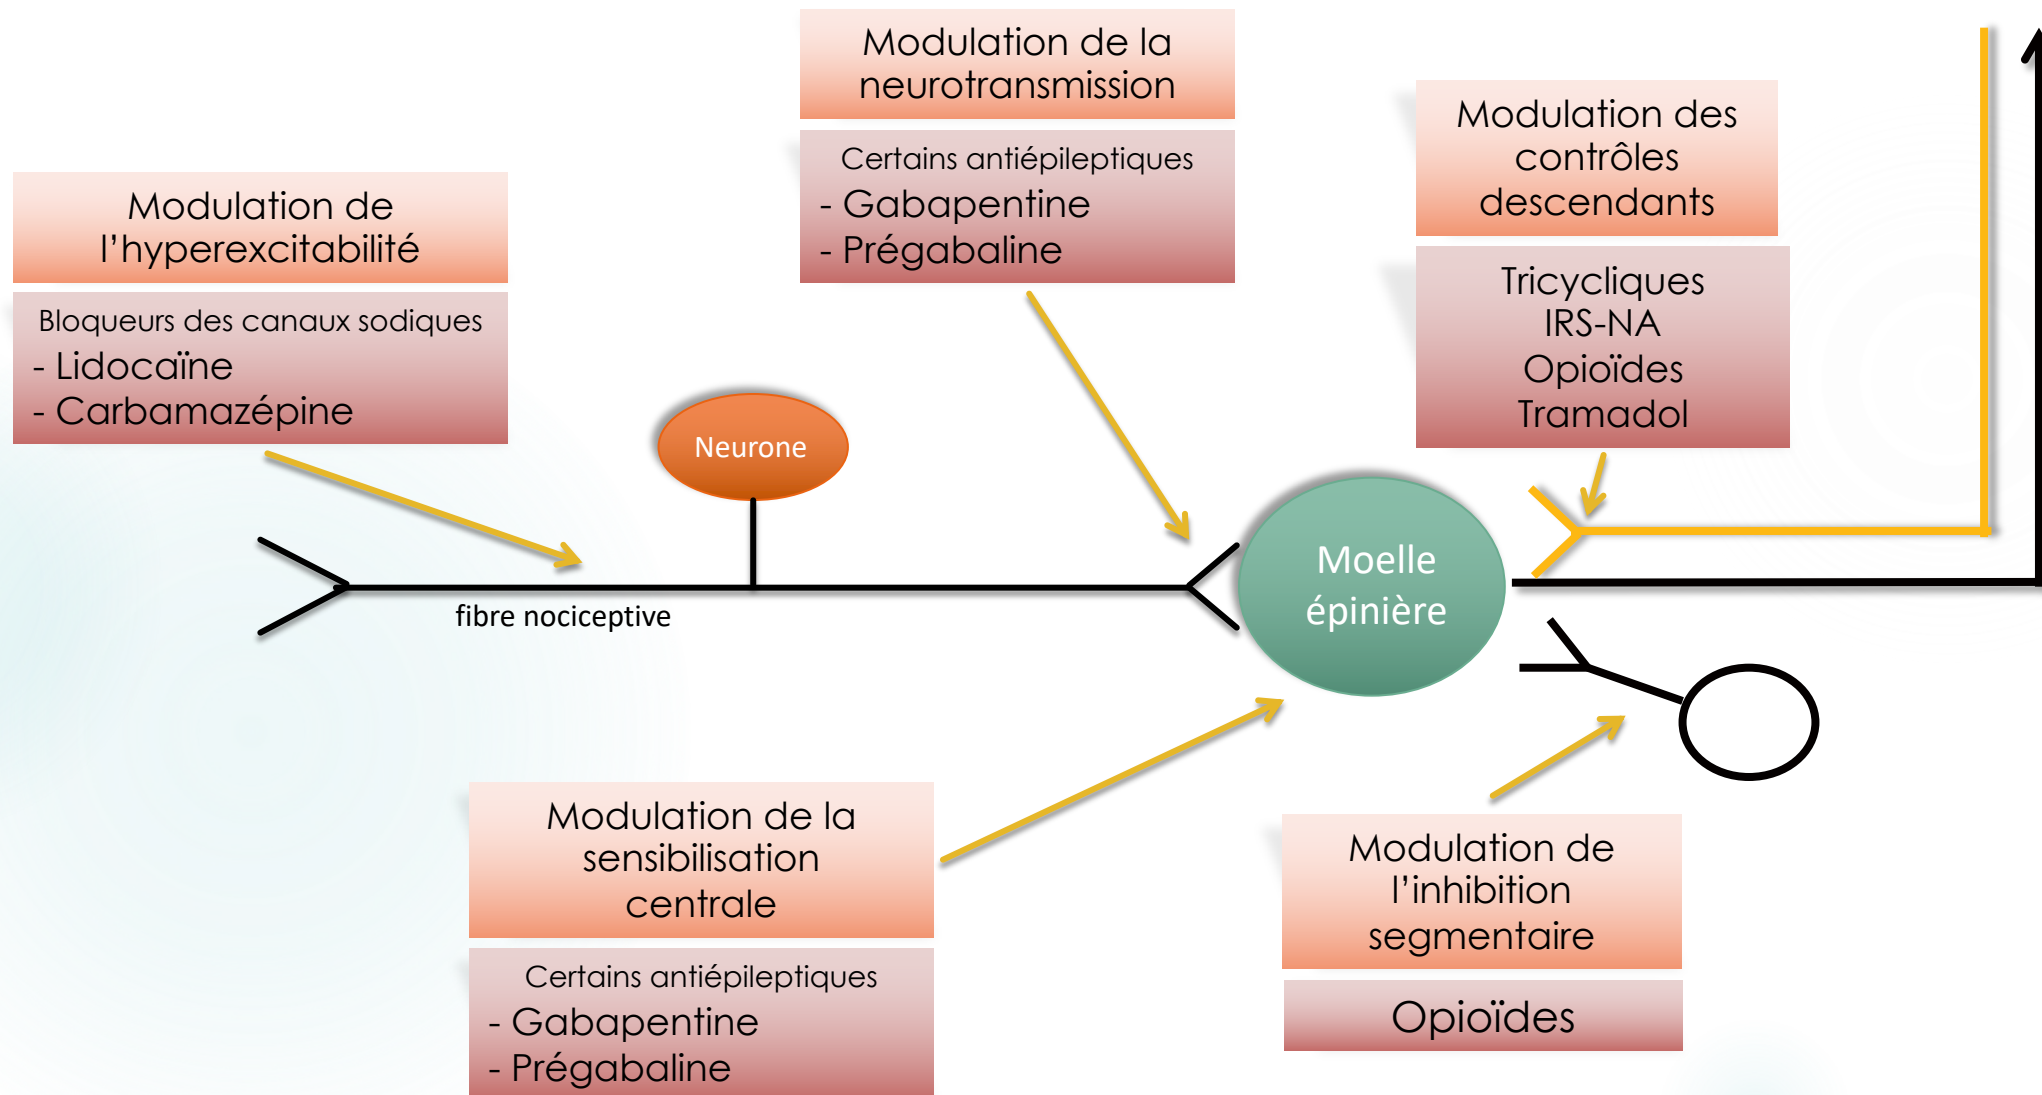 Modulation de la
neurotransmission
Certains antiépileptiques
- Gabapentine
- Prégabaline
Modulation des
contrôles
descendants
Tricycliques
IRS-NA
Opioïdes
Tramadol
Modulation de
l’hyperexcitabilité
Bloqueurs des canaux sodiques
- Lidocaïne
- Carbamazépine
Neurone
fibre nociceptive
Moelle
épinière
Modulation de la
sensibilisation
centrale
Certains antiépileptiques
- Gabapentine
- Prégabaline
Modulation de
l’inhibition
segmentaire
Opioïdes